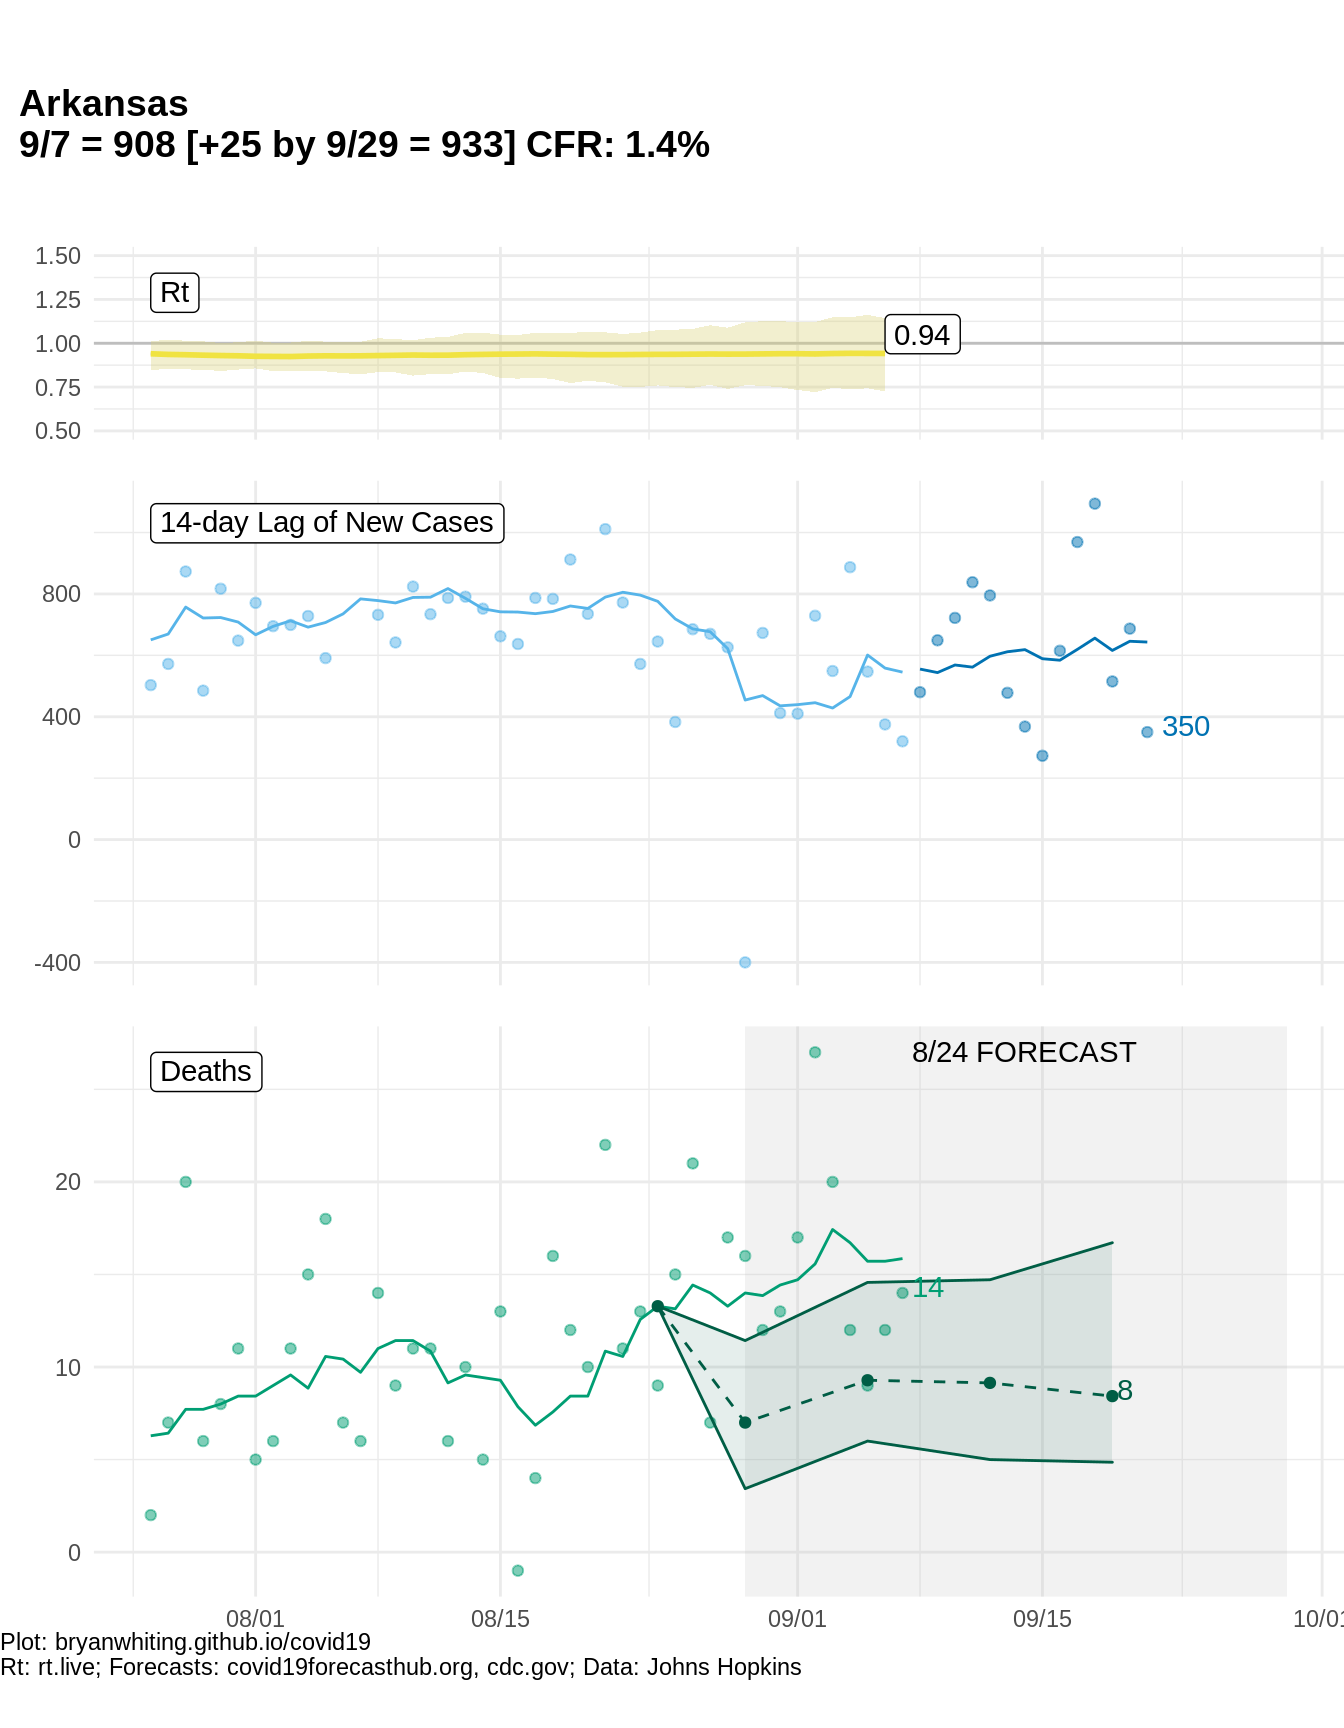 Arkansas
9/7 = 908 [+25 by 9/29 = 933] CFR: 1.4%
1.50
1.25
1.00
0.75
0.50
Rt
0.94
14-day Lag of New Cases
800
400
0
-400
350
Deaths
8/24 FORECAST
20
10
0
14
8
08/01
08/15
09/01
09/15
10/01
Plot: bryanwhiting.github.io/covid19
Rt: rt.live; Forecasts: covid19forecasthub.org, cdc.gov; Data: Johns Hopkins